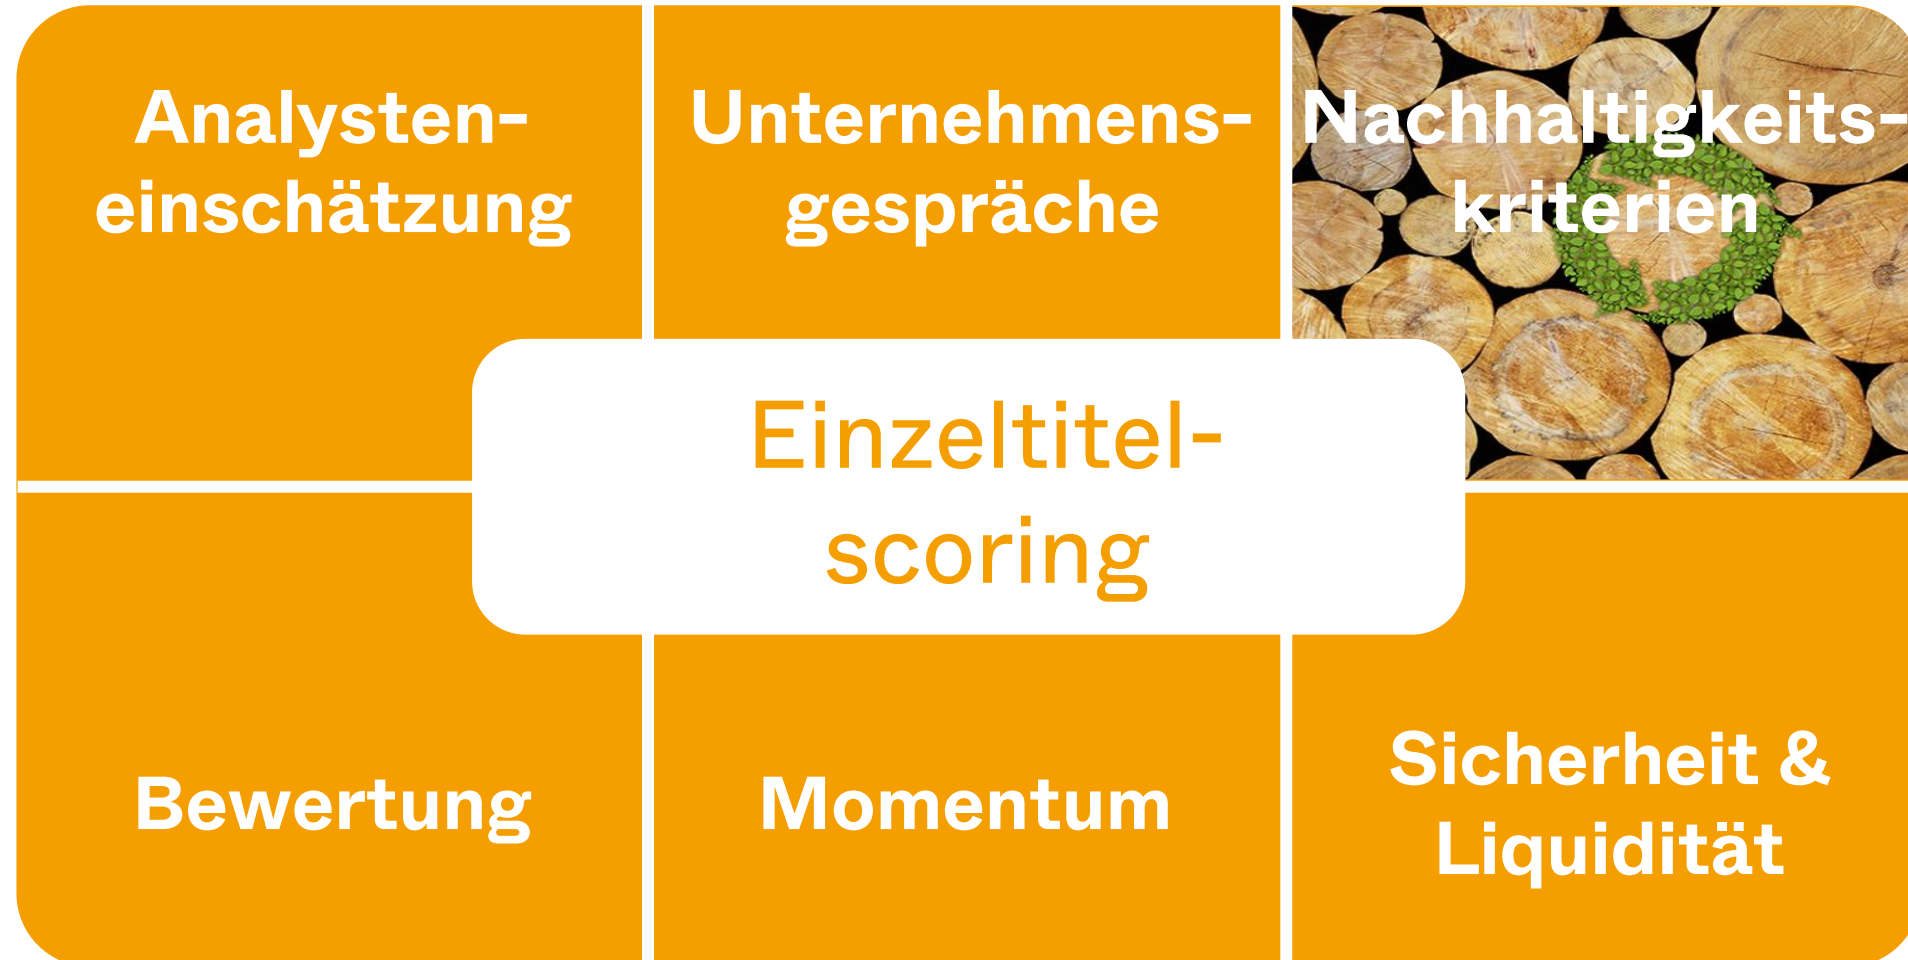 Analysten-
einschätzung
Unternehmens-
gespräche
Nachhaltigkeits-
kriterien
Einzeltitel-
scoring
Bewertung
Momentum
Sicherheit &
Liquidität